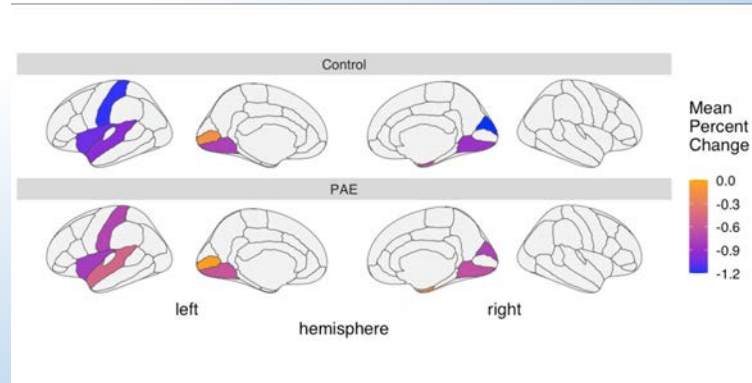 Control
Mean
Percent
Change
0.0
-0.3
-0.6
-0.9
-1.2
PAE
left
right
hemisphere